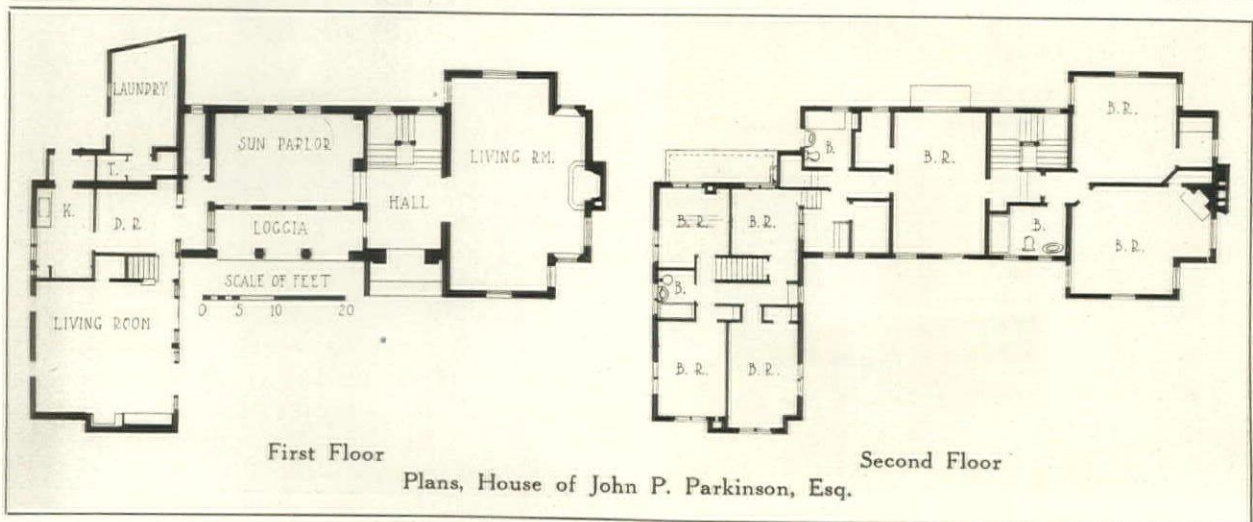 LAUNDRY
T.
K.
D. R.
SUN PARLOR
LOGGIA
HALL
LIVING RM.
SCALE OF FEET
0 5 10 20
LIVING ROOM
First Floor
B.
B. R.
B. R.
B. R.
B. R.
B.
B. R.
B.
B. R.
B. R.
Second Floor
Plans, House of John P. Parkinson, Esq.